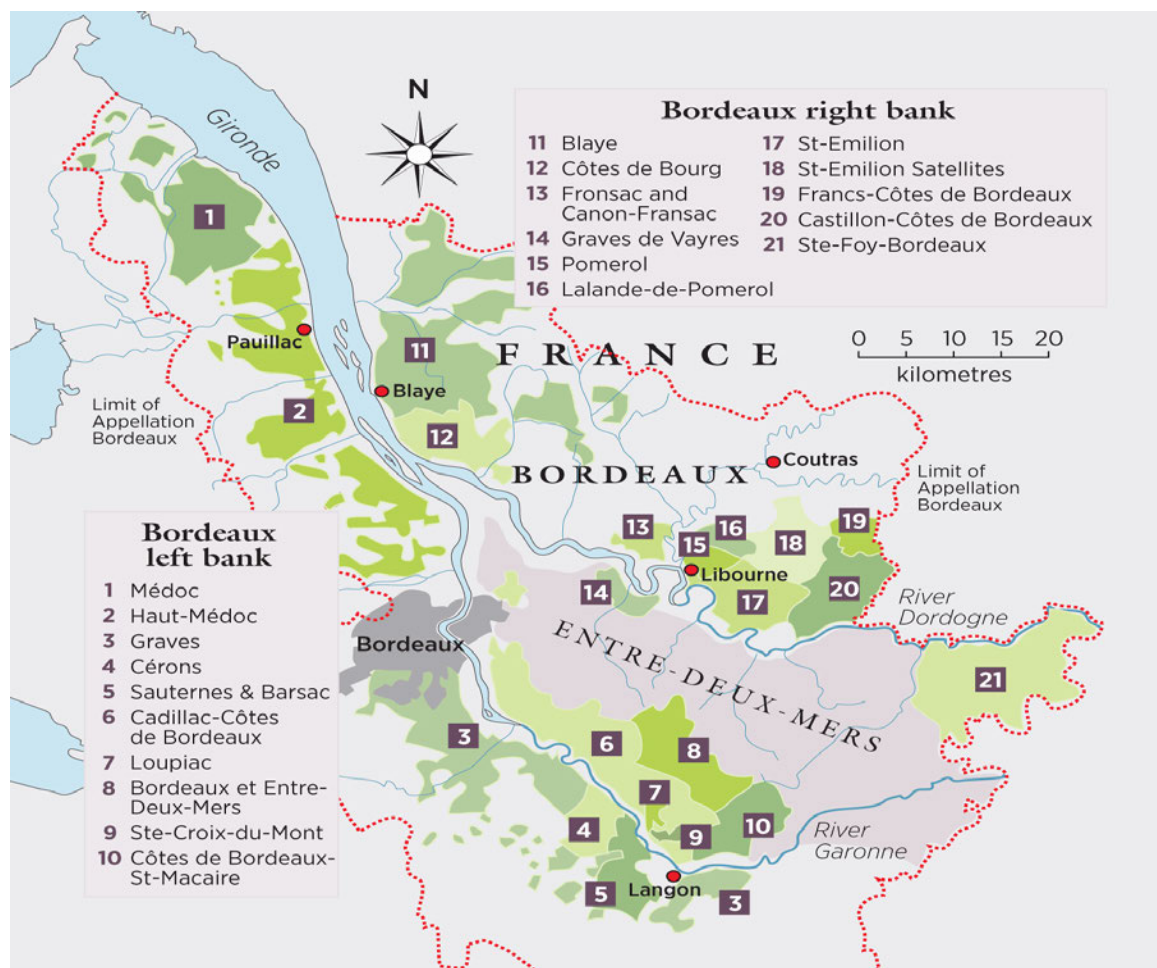 Gironde
N
Bordeaux right bank
11 Blaye
12 Côtes de Bourg
13 Fronsac and
Canon-Fransac
14 Graves de Vayres
15 Pomerol
16 Lalande-de-Pomerol
17 St-Emilion
18 St-Emilion Satellites
19 Francs-Côtes de Bordeaux
20 Castillon-Côtes de Bordeaux
21 Ste-Foy-Bordeaux
1
Pauillac
11
FRANCE
0 5 10 15 20
kilometres
Blaye
Limit of
Appellation
Bordeaux
2
12
BORDEAUX
Coutras
Limit of
Appellation
Bordeaux
Bordeaux
left bank
1 Médoc
2 Haut-Médoc
3 Graves
4 Cérons
5 Sauternes & Barsac
6 Cadillac-Côtes
de Bordeaux
7 Loupiac
8 Bordeaux et Entre-
Deux-Mers
9 Ste-Croix-du-Mont
10 Côtes de Bordeaux-
St-Macaire
13
16
15
18
19
Libourne
14
17
20
River
Dordogne
Bordeaux
ENTRE-DEUX-MERS
21
3
6
8
7
4
9
10
River
Garonne
5
Langon
3